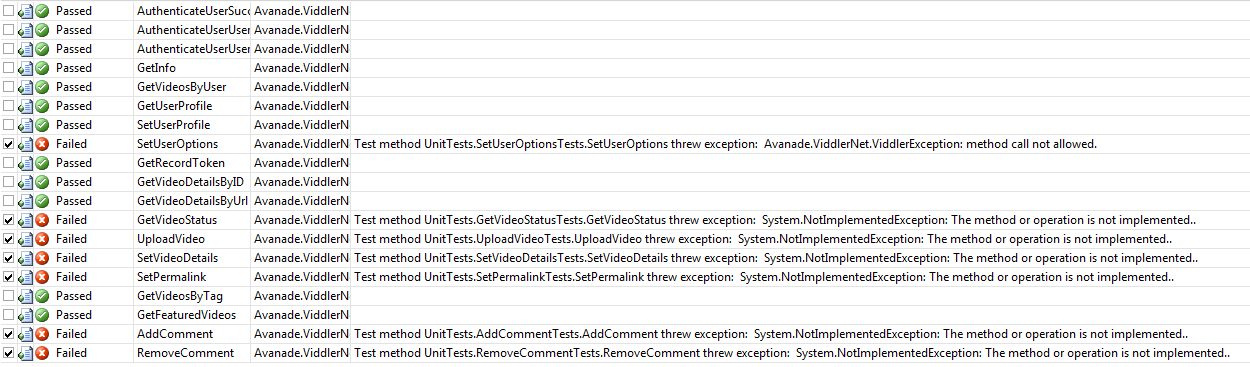 Passed AuthenticateUserSucc Avanade.ViddlerN
Passed AuthenticateUserUser Avanade.ViddlerN
Passed AuthenticateUserUser Avanade.ViddlerN
Passed GetInfo Avanade.ViddlerN
Passed GetVideosByUser Avanade.ViddlerN
Passed GetUserProfile Avanade.ViddlerN
Passed SetUserProfile Avanade.ViddlerN
Failed SetUserOptions Avanade.ViddlerN Test method UnitTests.SetUserOptionsTests.SetUserOptions threw exception: Avanade.ViddlerNet.ViddlerException: method call not allowed.
Passed GetRecordToken Avanade.ViddlerN
Passed GetVideoDetailsByID Avanade.ViddlerN
Passed GetVideoDetailsByUrl Avanade.ViddlerN
Failed GetVideoStatus Avanade.ViddlerN Test method UnitTests.GetVideoStatusTests.GetVideoStatus threw exception: System.NotImplementedException: The method or operation is not implemented..
Failed UploadVideo Avanade.ViddlerN Test method UnitTests.UploadVideoTests.UploadVideo threw exception: System.NotImplementedException: The method or operation is not implemented..
Failed SetVideoDetails Avanade.ViddlerN Test method UnitTests.SetVideoDetailsTests.SetVideoDetails threw exception: System.NotImplementedException: The method or operation is not implemented..
Failed SetPermalink Avanade.ViddlerN Test method UnitTests.SetPermalinkTests.SetPermalink threw exception: System.NotImplementedException: The method or operation is not implemented..
Passed GetVideosByTag Avanade.ViddlerN
Passed GetFeaturedVideos Avanade.ViddlerN
Failed AddComment Avanade.ViddlerN Test method UnitTests.AddCommentTests.AddComment threw exception: System.NotImplementedException: The method or operation is not implemented..
Failed RemoveComment Avanade.ViddlerN Test method UnitTests.RemoveCommentTests.RemoveComment threw exception: System.NotImplementedException: The method or operation is not implemented..